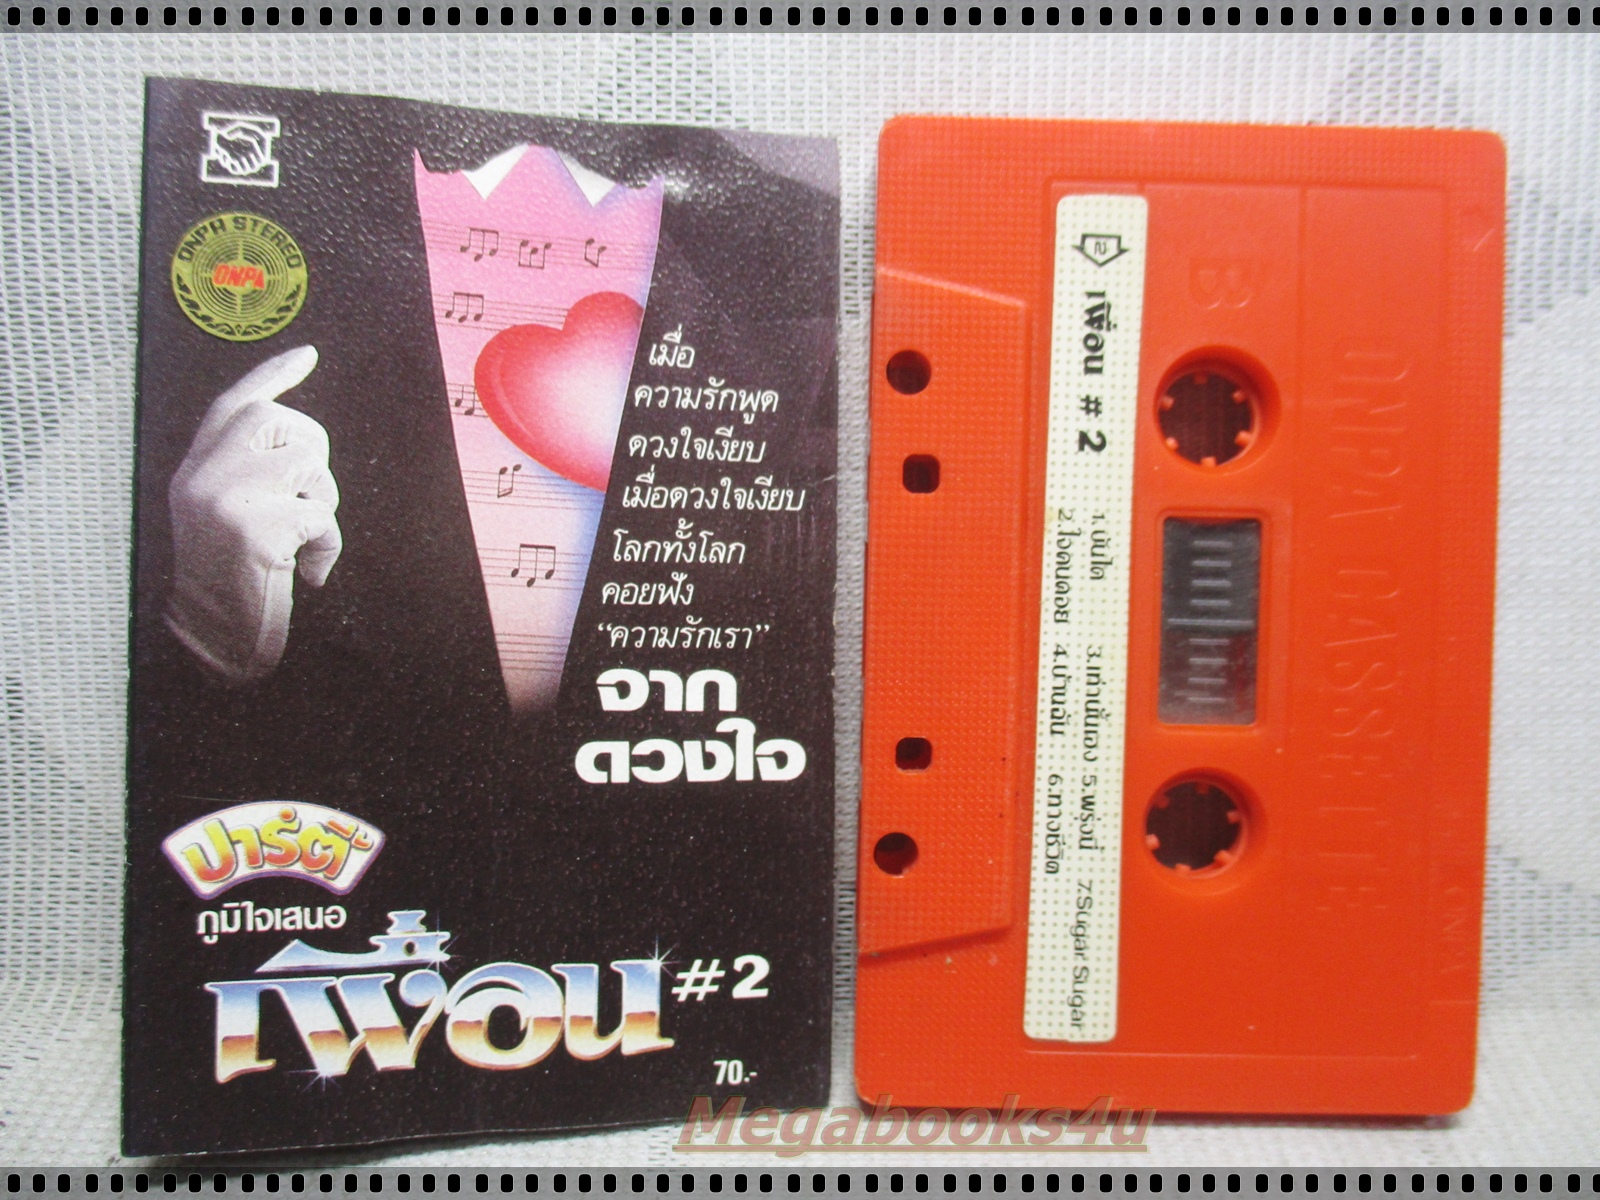 ONPA STEREO
ONPA
เมื่อ
ความรักพูด
ดวงใจเงียบ
เมื่อดวงใจเงียบ
โลกทั้งโลก
คอยฟัง
“ความรักเรา”
จาก
ดวงใจ
ปาร์ตี้
ภูมิใจเสนอ
เพื่อน #2
70.-
2
เพื่อน # 2
1.บันได 3.เท่านี้เอง 5.พรุ่งนี้ 7.Sugar Sugar
2.ใจคนคอย 4.บ้านฉัน 6.ทางชีวิต
B
ONPA CASSETTE
Megabooks4u